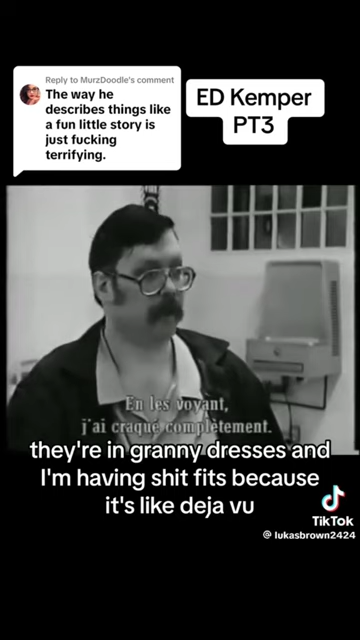 Reply to MurzDoodle's comment
The way he
describes things like
a fun little story is
just fucking
terrifying.
ED Kemper
PT3
En les voyant,
j'ai craqué complètement.
they're in granny dresses and
I'm having shit fits because
it's like deja vu
TikTok
@ lukasbrown2424